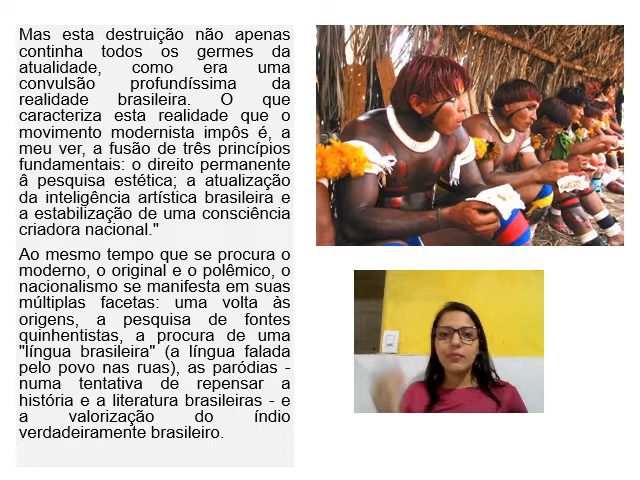 Mas esta destruição não apenas
continha todos os germes da
atualidade, como era uma
convulsão profundíssima da
realidade brasileira. O que
caracteriza esta realidade que o
movimento modernista impôs é, a
meu ver, a fusão de três princípios
fundamentais: o direito permanente
â pesquisa estética; a atualização
da inteligência artística brasileira e
a estabilização de uma consciência
criadora nacional."
Ao mesmo tempo que se procura o
moderno, o original e o polêmico, o
nacionalismo se manifesta em suas
múltiplas facetas: uma volta às
origens, a pesquisa de fontes
quinhentistas, a procura de uma
"língua brasileira" (a língua falada
pelo povo nas ruas), as paródias -
numa tentativa de repensar a
história e a literatura brasileiras - e
a valorização do índio
verdadeiramente brasileiro.